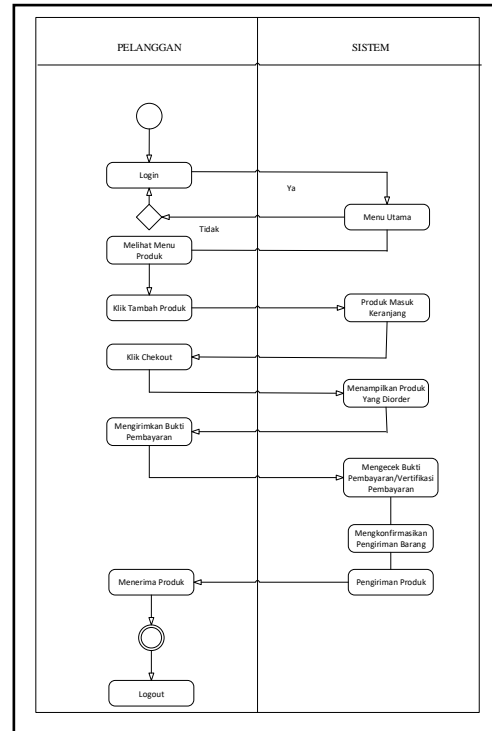 PELANGGAN
SISTEM
Login
Ya
Menu Utama
Tidak
Melihat Menu
Produk
Klik Tambah Produk
Produk Masuk
Keranjang
Klik Chekout
Menampilkan Produk
Yang Diorder
Mengirimkan Bukti
Pembayaran
Mengecek Bukti
Pembayaran/Vertifikasi
Pembayaran
Mengkonfirmasikan
Pengiriman Barang
Menerima Produk
Pengiriman Produk
Logout